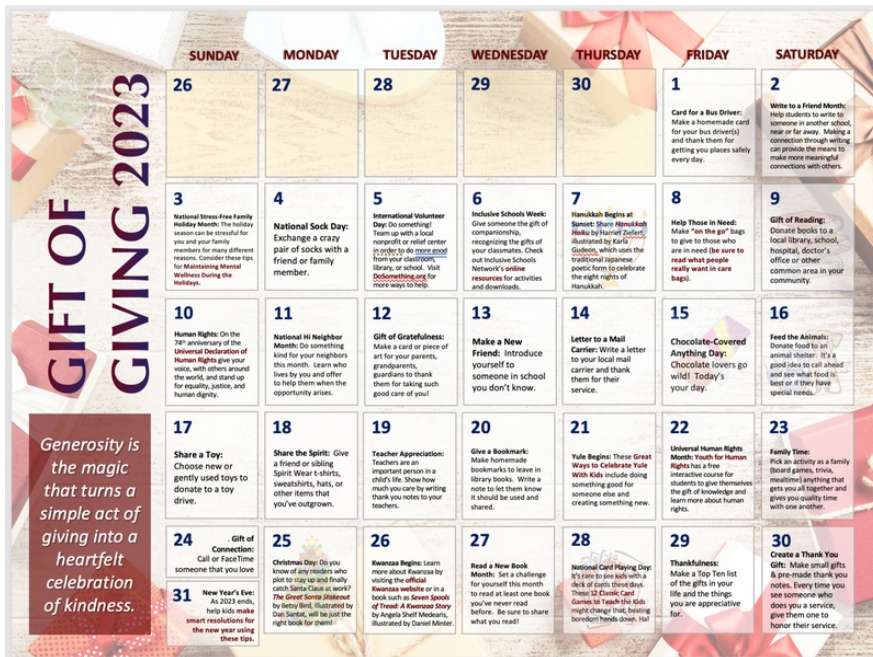 GIFT OF
GIVING 2023
Generosity is
the magic
that turns a
simple act of
giving into a
heartfelt
celebration
of kindness.
SUNDAY MONDAY TUESDAY WEDNESDAY THURSDAY FRIDAY SATURDAY
26
27
28
29
30
1
Card for a Bus Driver:
Make a homemade card
for your bus driver(s)
and thank them for
getting you places safely
every day.
2
Write to a Friend Month:
Help students to write to
someone in another school,
near or far away. Making a
connection through writing
can provide the means to
make more meaningful
connections with others.
3
National Stress-Free Family
Holiday Month: The holiday
season can be stressful for
you and your family
members for many different
reasons. Consider these tips
for Maintaining Mental
Wellness During the
Holidays.
4
National Sock Day:
Exchange a crazy
pair of socks with a
friend or family
member.
5
International Volunteer
Day: Do something!
Team up with a local
nonprofit or relief center
in order to do more good
from your classroom,
library, or school. Visit
DoSomething.org for
more ways to help.
6
Inclusive Schools Week:
Give someone the gift of
companionship,
recognizing the gifts of
your classmates. Check
out Inclusive Schools
Network's online
resources for activities
and downloads.
7
Hanukkah Begins at
Sunset: Share Hanukkah
Haiku by Harriet Ziefert,
illustrated by Karla
Gudeon, which uses the
traditional Japanese
poetic form to celebrate
the eight nights of
Hanukkah.
8
Help Those in Need:
Make "on the go" bags
to give to those who
are in need (be sure to
read what people
really want in care
bags).
9
Gift of Reading:
Donate books to a
local library, school,
hospital, doctor's
office or other
common area in your
community.
10
Human Rights: On the
74th anniversary of the
Universal Declaration of
Human Rights give your
voice, with others around
the world, and stand up
for equality, justice, and
human dignity.
11
National Hi Neighbor
Month: Do something
kind for your neighbors
this month. Learn who
lives by you and offer
to help them when the
opportunity arises.
12
Gift of Gratefulness:
Make a card or piece of
art for your parents,
grandparents,
guardians to thank
them for taking such
good care of you!
13
Make a New
Friend: Introduce
yourself to
someone in school
you don't know.
14
Letter to a Mail
Carrier: Write a letter
to your local mail
carrier and thank
them for their
service.
15
Chocolate-Covered
Anything Day:
Chocolate lovers go
wild! Today's
your day.
16
Feed the Animals:
Donate food to an
animal shelter. It's a
good idea to call ahead
and see what food is
best or if they have
special needs.
17
Share a Toy:
Choose new or
gently used toys to
donate to a toy
drive.
18
Share the Spirit: Give
a friend or sibling
Spirit Wear t-shirts,
sweatshirts, hats, or
other items that
you've outgrown.
19
Teacher Appreciation:
Teachers are an
important person in a
child's life. Show how
much you care by writing
thank you notes to your
teachers.
20
Give a Bookmark:
Make homemade
bookmarks to leave in
library books. Write a
note to let them know
it should be used and
shared.
21
Yule Begins: These Great
Ways to Celebrate Yule
With Kids include doing
something good for
someone else and
creating something new.
22
Universal Human Rights
Month: Youth for Human
Rights has a free
interactive course for
students to give themselves
the gift of knowledge and
learn more about human
rights.
23
Family Time:
Pick an activity as a family
(board games, trivia,
mealtime) anything that
gets you all together and
gives you quality time
with one another.
24
. Gift of
Connection:
Call or FaceTime
someone that you love
31
New Year's Eve:
As 2023 ends,
help kids make
smart resolutions for
the new year using
these tips.
25
Christmas Day: Do you
know of any readers who
plot to stay up and finally
catch Santa Claus at work?
The Great Santa Stakeout
by Betsy Bird, illustrated by
Dan Santat, will be just the
right book for them!
26
Kwanzaa Begins: Learn
more about Kwanzaa by
visiting the official
Kwanzaa website or in a
book such as Seven Spools
of Tread: A Kwanzaa Story
by Angela Shelf Medearis,
illustrated by Daniel Minter.
27
Read a New Book
Month: Set a challenge
for yourself this month
to read at least one book
you've never read
before. Be sure to share
what you read!
28
National Card Playing Day:
It's rare to see kids with a
deck of cards these days.
These 12 Classic Card
Games to Teach the Kids
might change that, beating
boredom hands down. Ha!
29
Thankfulness:
Make a Top Ten list
of the gifts in your
life and the things
you are appreciative
for.
30
Create a Thank You
Gift: Make small gifts
& pre-made thank you
notes. Every time you
see someone who
does you a service,
give them one to
honor their service.